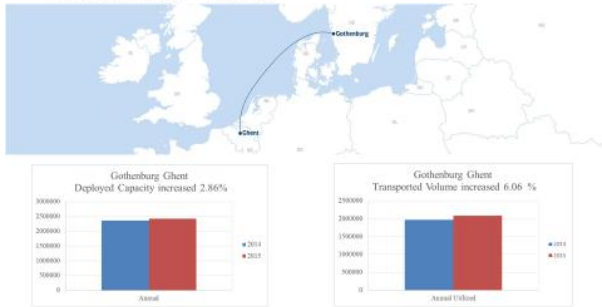 Gothenburg
Ghent
Gothenburg Ghent
Deployed Capacity increased 2.86%
3000000
2500000
2000000
1500000
1000000
500000
0
Annual
2014
2015
Gothenburg Ghent
Transported Volume increased 6.06 %
2500000
2000000
1500000
1000000
500000
0
Annual Utilized
2014
2015